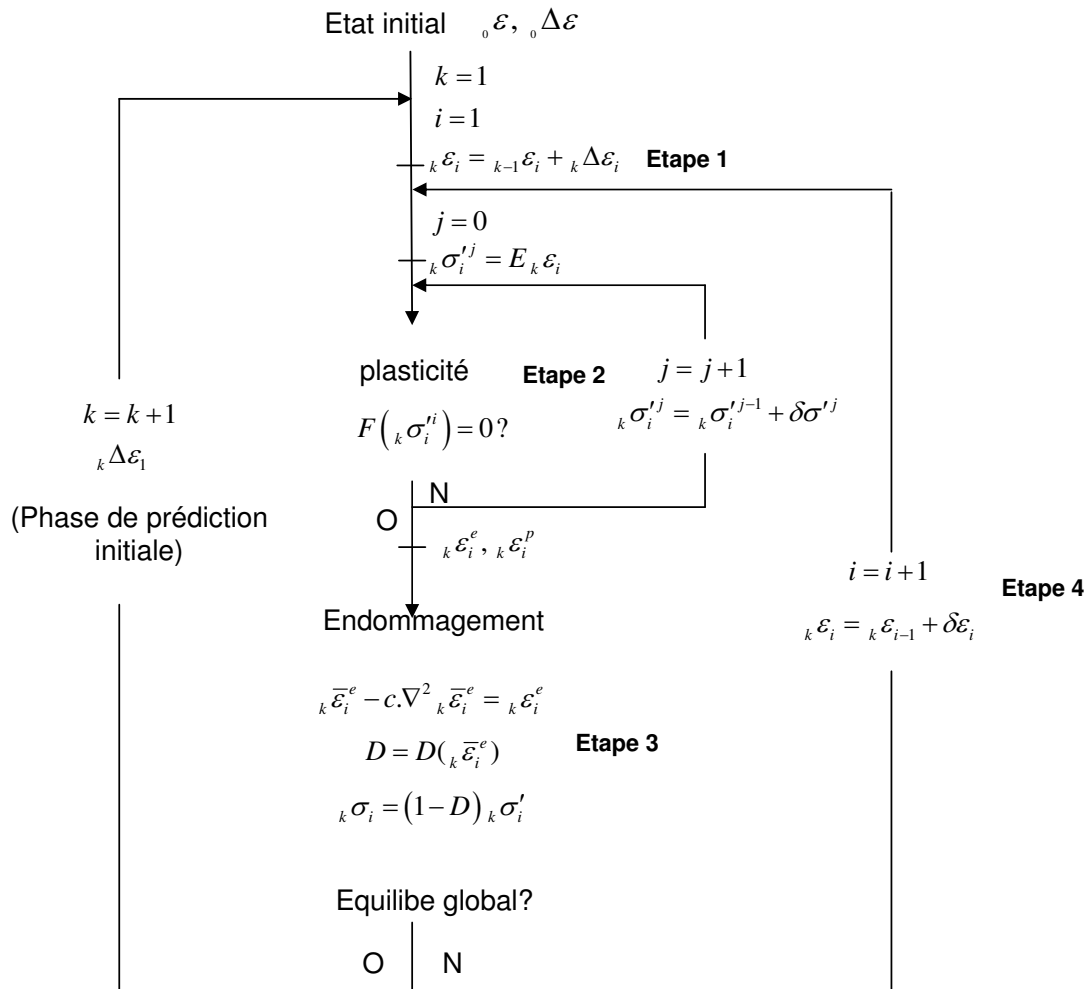 Etat initial ₀ε, ₀Δε
k = 1
i = 1
ₖεᵢ = ₖ₋₁εᵢ + ₖΔεᵢ Etape 1
j = 0
ₖσ′ᵢʲ = E ₖεᵢ
plasticité Etape 2
F(ₖσ′ᵢⁱ) = 0 ?
j = j + 1
ₖσ′ᵢʲ = ₖσ′ᵢʲ⁻¹ + δσ′ʲ
k = k + 1
ₖΔε₁
(Phase de prédiction
initiale)
N
O
ₖεᵢᵉ, ₖεᵢᵖ
i = i + 1
ₖεᵢ = ₖεᵢ₋₁ + δεᵢ
Etape 4
Endommagement
ₖε̅ᵢᵉ − c.∇² ₖε̅ᵢᵉ = ₖεᵢᵉ
D = D(ₖε̅ᵢᵉ) Etape 3
ₖσᵢ = (1 − D) ₖσ′ᵢ
Equilibe global?
O N